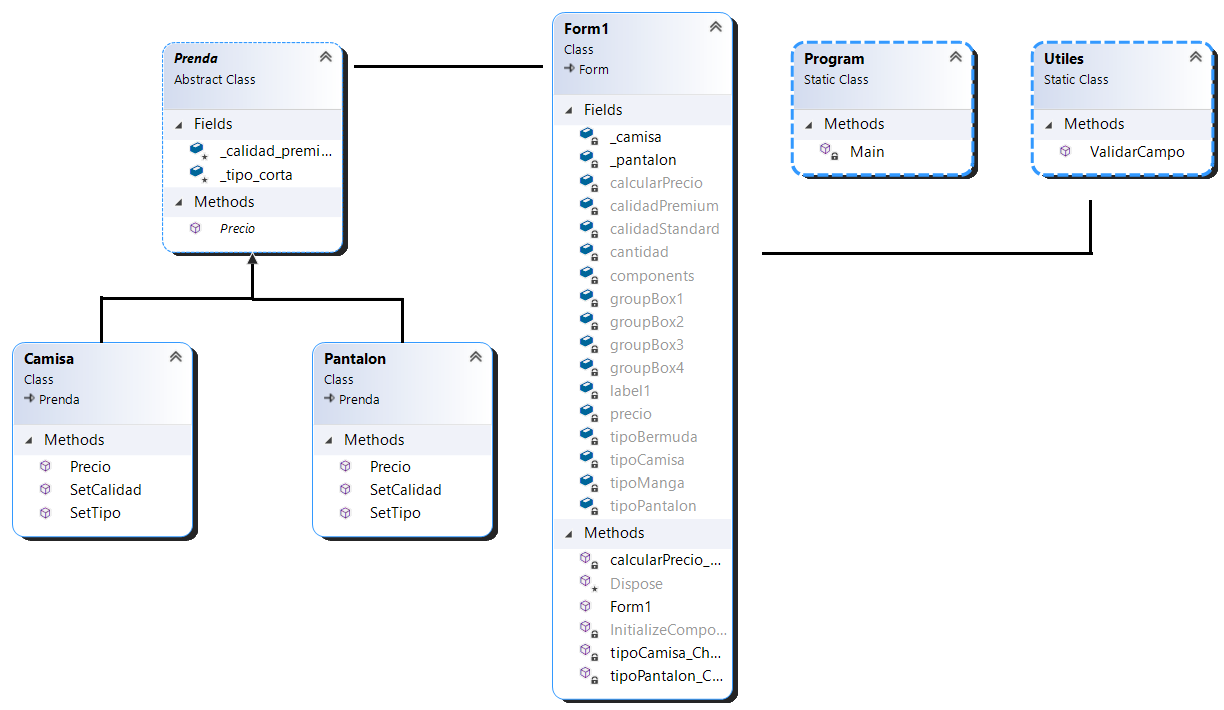 Prenda
Abstract Class
Fields
_calidad_premi...
_tipo_corta
Methods
Precio
Camisa
Class
Prenda
Methods
Precio
SetCalidad
SetTipo
Pantalon
Class
Prenda
Methods
Precio
SetCalidad
SetTipo
Form1
Class
Form
Fields
_camisa
_pantalon
calcularPrecio
calidadPremium
calidadStandard
cantidad
components
groupBox1
groupBox2
groupBox3
groupBox4
label1
precio
tipoBermuda
tipoCamisa
tipoManga
tipoPantalon
Methods
calcularPrecio_...
Dispose
Form1
InitializeCompo...
tipoCamisa_Ch...
tipoPantalon_C...
Program
Static Class
Methods
Main
Utiles
Static Class
Methods
ValidarCampo